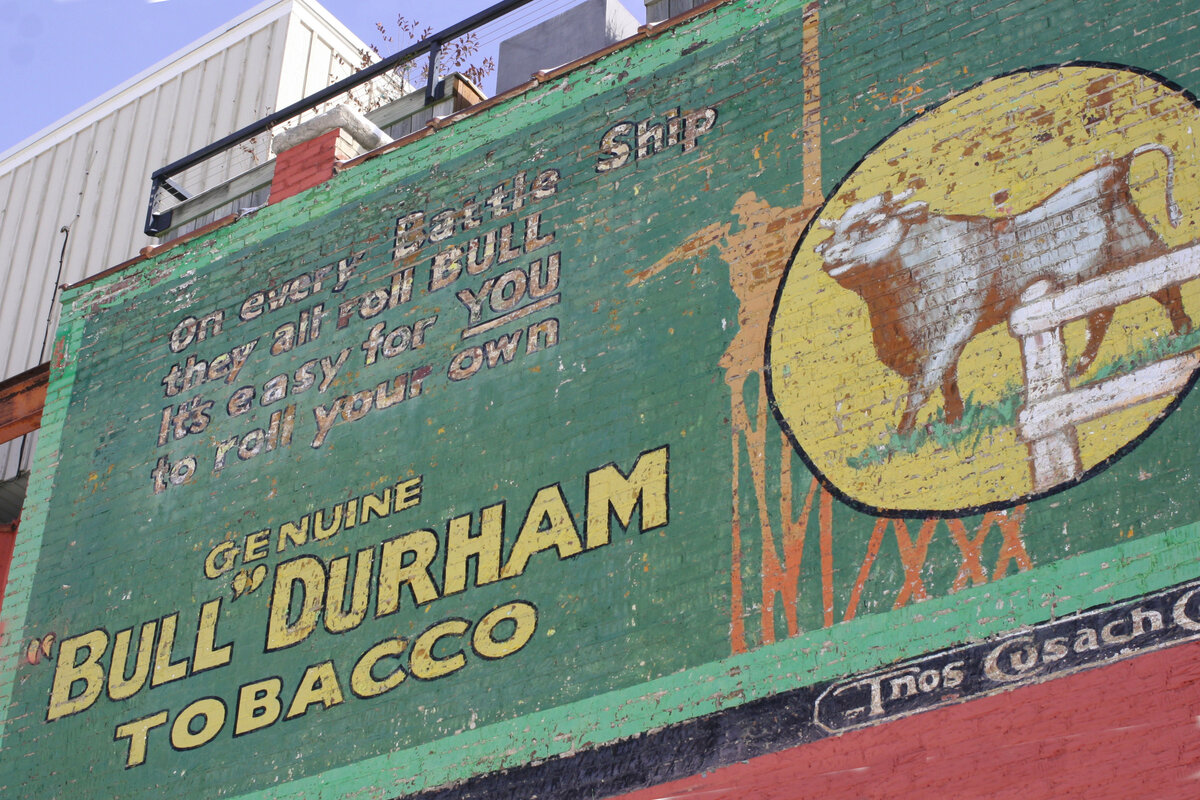 On every Battle Ship
they all roll BULL
It's easy for YOU
to roll your own
GENUINE
"BULL" DURHAM
TOBACCO
Thos Cusack